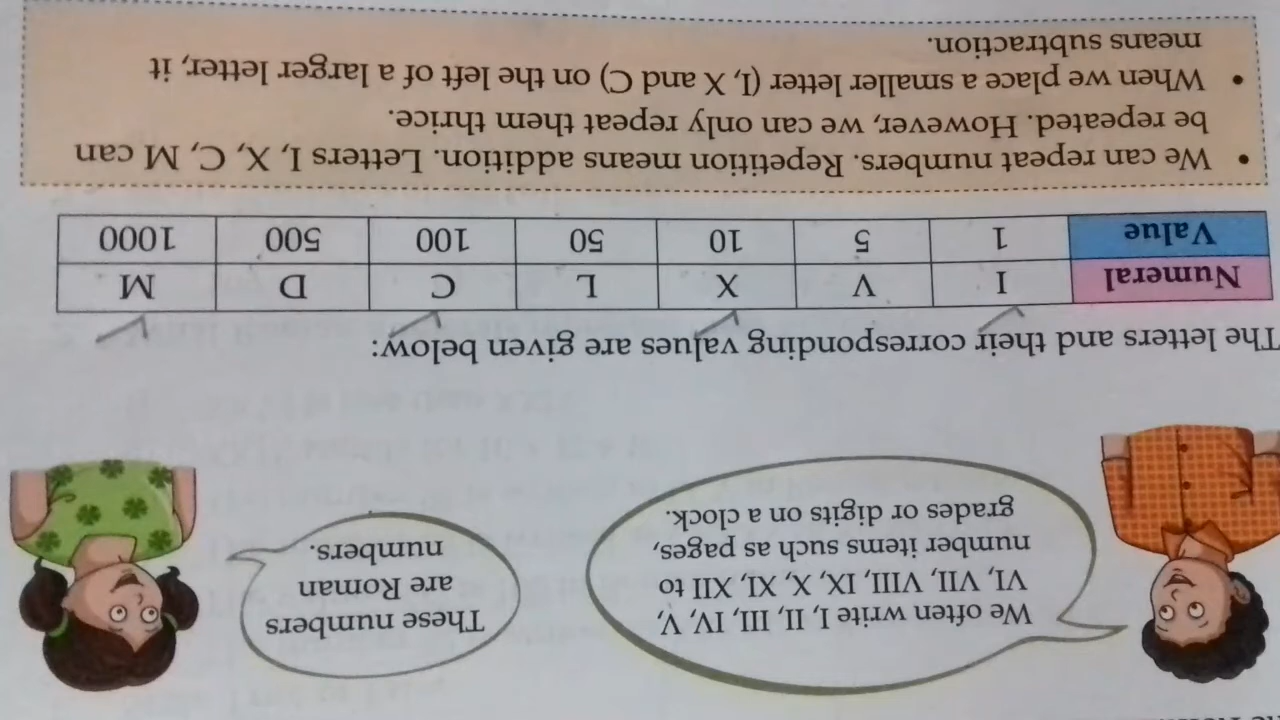 We often write I, II, III, IV, V,
VI, VII, VIII, IX, X, XI, XII to
number items such as pages,
grades or digits on a clock.
These numbers
are Roman
numbers.
The letters and their corresponding values are given below:
Numeral I V X L C D M
Value 1 5 10 50 100 500 1000
• We can repeat numbers. Repetition means addition. Letters I, X, C, M can
be repeated. However, we can only repeat them thrice.
• When we place a smaller letter (I, X and C) on the left of a larger letter, it
means subtraction.